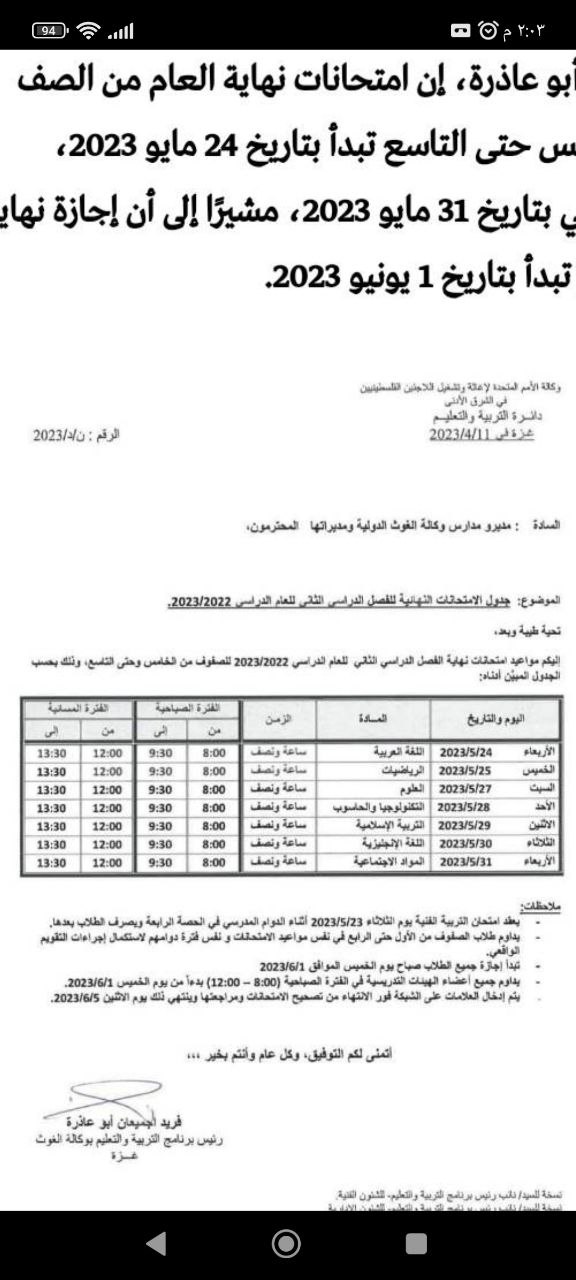 94
٢:٠٣ م
أبو عاذرة، إن امتحانات نهاية العام من الصف
س حتى التاسع تبدأ بتاريخ 24 مايو 2023،
ي بتاريخ 31 مايو 2023، مشيرًا إلى أن إجازة نهاي
تبدأ بتاريخ 1 يونيو 2023.
وكالة الأمم المتحدة لإغاثة وتشغيل اللاجئين الفلسطينيين
في الشرق الأدنى
دائرة التربية والتعليم
غزة في 2023/4/11
الرقم : ن/د/2023
السادة : مديرو مدارس وكالة الغوث الدولية ومديراتها المحترمون،
الموضوع: جدول الامتحانات النهائية للفصل الدراسي الثاني للعام الدراسي 2023/2022.
تحية طيبة وبعد،
إليكم مواعيد امتحانات نهاية الفصل الدراسي الثاني للعام الدراسي 2023/2022 للصفوف من الخامس وحتى التاسع، وذلك بحسب
الجدول المبيّن أدناه:
اليوم والتاريخ المـــادة الزمـن الفترة الصباحية الفترة المسائية
من إلى من إلى
الأربعاء 2023/5/24 اللغة العربية ساعة ونصف 8:00 9:30 12:00 13:30
الخميس 2023/5/25 الرياضيات ساعة ونصف 8:00 9:30 12:00 13:30
السبت 2023/5/27 العلوم ساعة ونصف 8:00 9:30 12:00 13:30
الأحد 2023/5/28 التكنولوجيا والحاسوب ساعة ونصف 8:00 9:30 12:00 13:30
الاثنين 2023/5/29 التربية الإسلامية ساعة ونصف 8:00 9:30 12:00 13:30
الثلاثاء 2023/5/30 اللغة الإنجليزية ساعة ونصف 8:00 9:30 12:00 13:30
الأربعاء 2023/5/31 المواد الاجتماعية ساعة ونصف 8:00 9:30 12:00 13:30
ملاحظات:
- يعقد امتحان التربية الفنية يوم الثلاثاء 2023/5/23 أثناء الدوام المدرسي في الحصة الرابعة ويصرف الطلاب بعدها.
- يداوم طلاب الصفوف من الأول حتى الرابع في نفس مواعيد الامتحانات و نفس فترة دوامهم لاستكمال إجراءات التقويم
الواقعي.
- تبدأ إجازة جميع الطلاب صباح يوم الخميس الموافق 2023/6/1
- يداوم جميع أعضاء الهيئات التدريسية في الفترة الصباحية (8:00 – 12:00) بدءاً من يوم الخميس 2023/6/1.
- يتم إدخال العلامات على الشبكة فور الانتهاء من تصحيح الامتحانات ومراجعتها وينتهي ذلك يوم الاثنين 2023/6/5.
أتمنى لكم التوفيق، وكل عام وأنتم بخير ،،،
فريد اجميعان أبو عاذرة
رئيس برنامج التربية والتعليم بوكالة الغوث
غـــزة
نسخة للسيد/ نائب رئيس برنامج التربية والتعليم- للشئون الفنية.
نسخة للسيد/ نائب رئيس برنامج التربية والتعليم- للشئون الإدارية